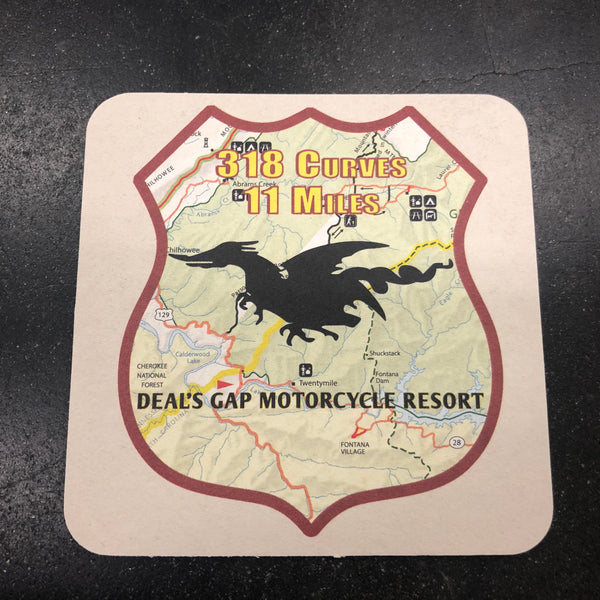 318 CURVES
11 MILES
Abrams Creek
Chilhowee
129
Calderwood
Lake
CHEROKEE
NATIONAL
FOREST
Shuckstack
Fontana
Dam
Twentymile
DEAL'S GAP MOTORCYCLE RESORT
FONTANA
VILLAGE
28